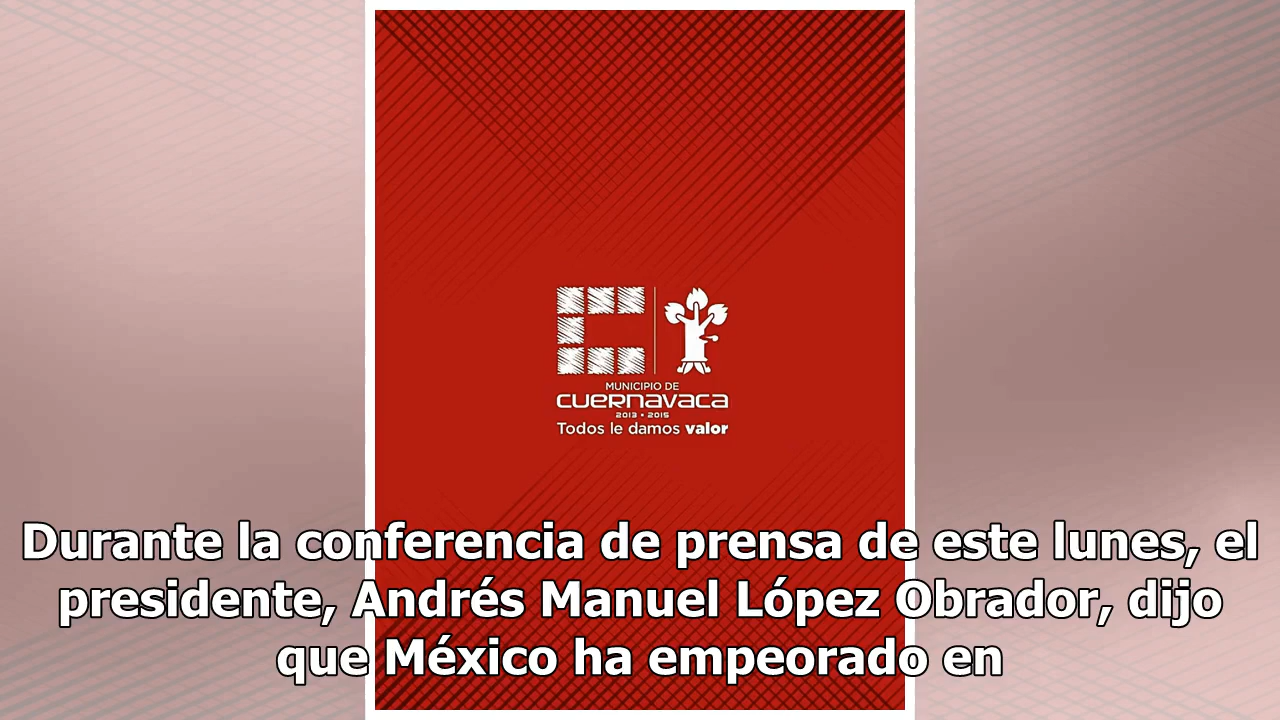 MUNICIPIO DE
CUERNAVACA
2013 • 2015
Todos le damos valor
Durante la conferencia de prensa de este lunes, el
presidente, Andrés Manuel López Obrador, dijo
que México ha empeorado en